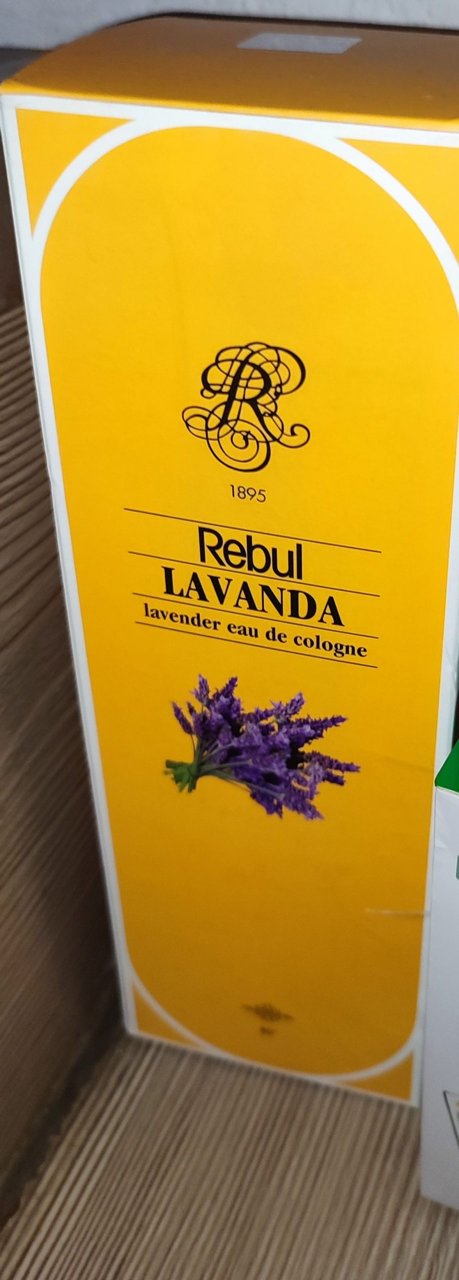 R
1895
Rebul
LAVANDA
lavender eau de cologne